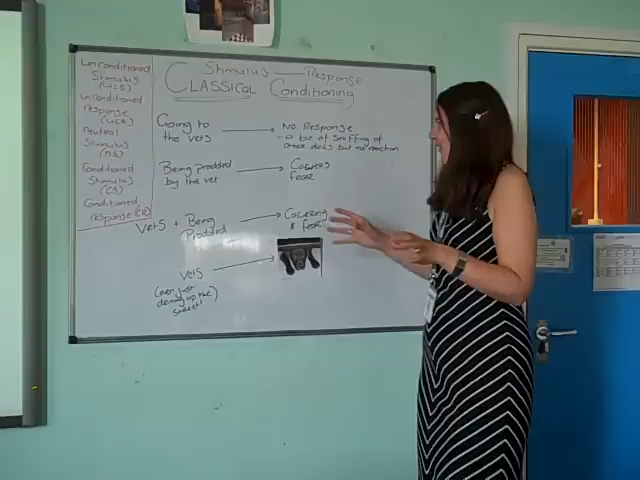 Unconditioned
Stimulus
(UCS)
Unconditioned
response
(UCR)
Neutral
Stimulus
(NS)
Conditioned
Stimulus
(CS)
Conditioned
response (CR)
Stimulus Response
CLASSICAL Conditioning
Going to
the vets
No Response
- a bit of sniffing of
other dogs but no reaction
Being prodded
by the vet
Cowers
fear
Vets + Being
Prodded
Cowering
& fear
Vets
(even just
driving up the
street!)